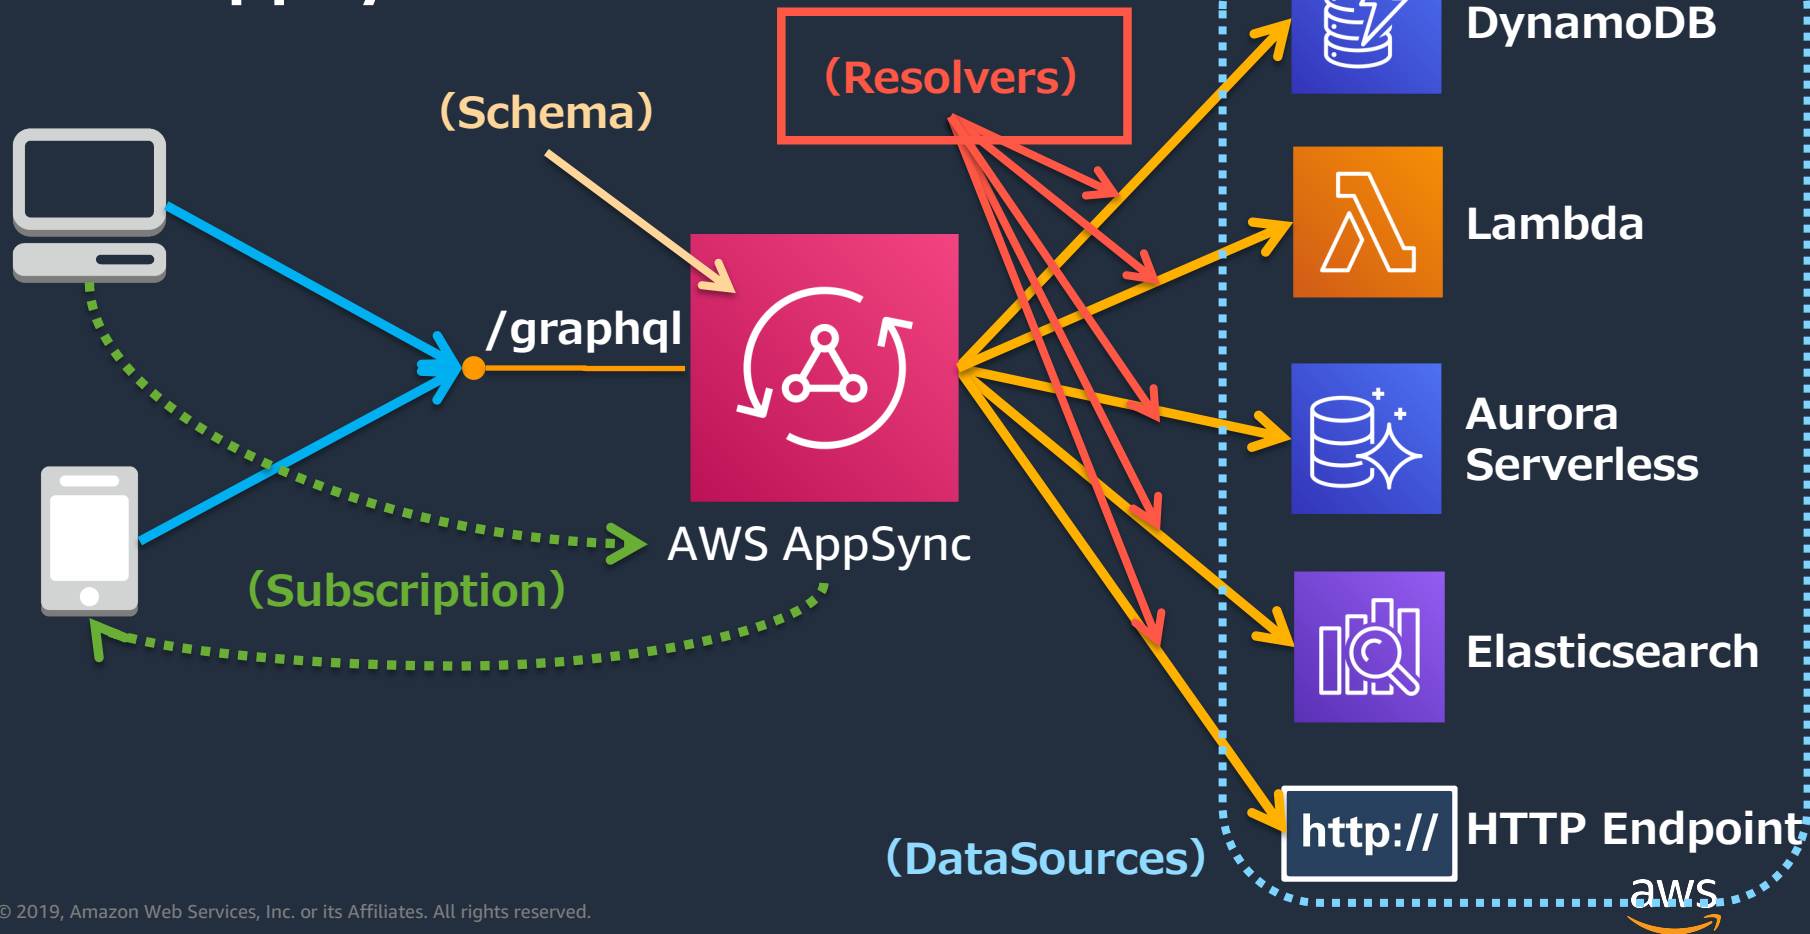 DynamoDB
(Resolvers)
(Schema)
Lambda
/graphql
Aurora
Serverless
AWS AppSync
(Subscription)
Elasticsearch
http://
HTTP Endpoint
(DataSources)
aws
© 2019, Amazon Web Services, Inc. or its Affiliates. All rights reserved.